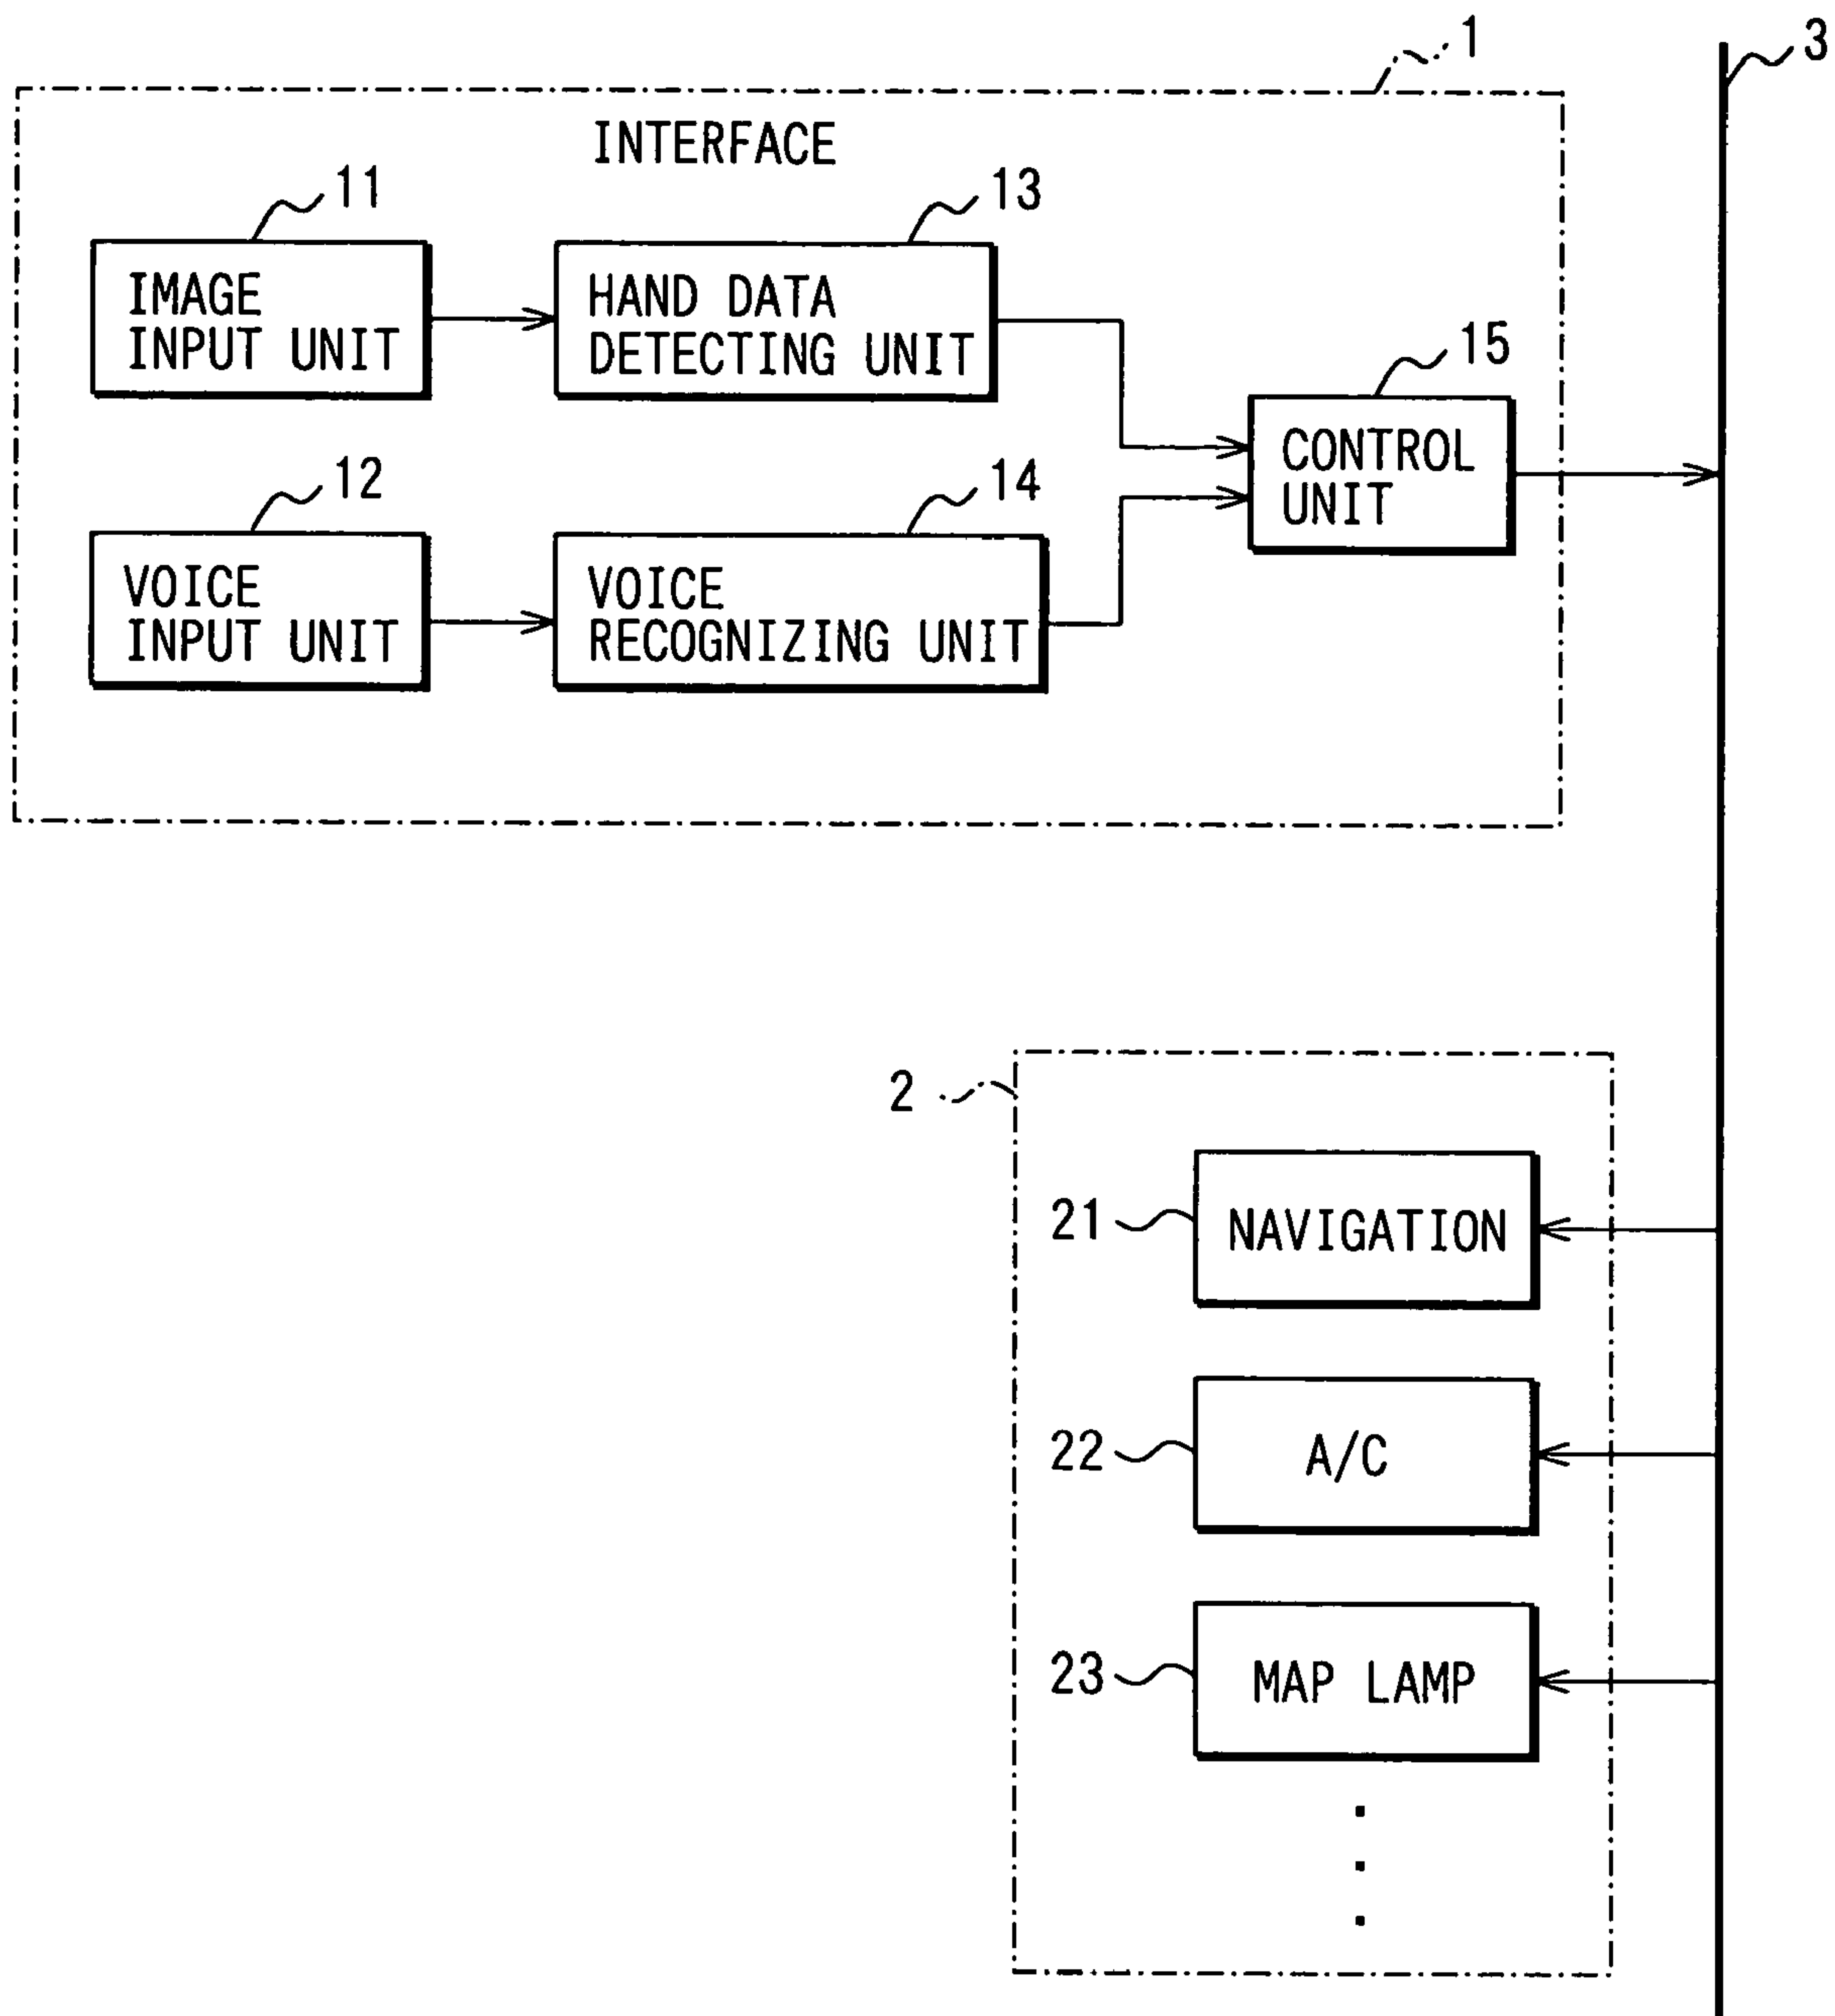 1
3
INTERFACE
11
13
IMAGE
INPUT UNIT
HAND DATA
DETECTING UNIT
15
CONTROL
UNIT
12
14
VOICE
INPUT UNIT
VOICE
RECOGNIZING UNIT
2
21
NAVIGATION
22
A/C
23
MAP LAMP